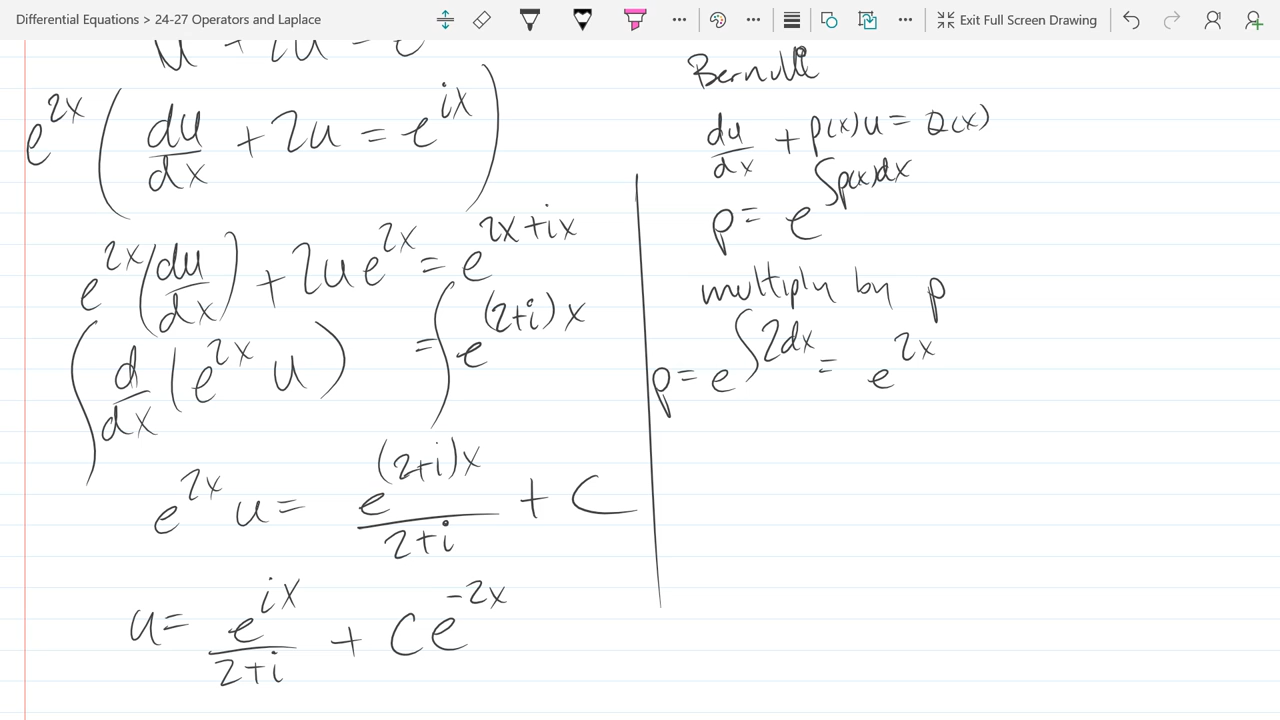 Differential Equations > 24-27 Operators and Laplace
Exit Full Screen Drawing
u + 2u = e
e^{2x} ( du/dx + 2u = e^{ix} )
e^{2x} (du/dx) + 2u e^{2x} = e^{2x+ix}
∫ d/dx (e^{2x} u) = ∫ e^{(2+i)x}
e^{2x} u = e^{(2+i)x}/(2+i) + C
u = e^{ix}/(2+i) + C e^{-2x}
Bernulli
du/dx + p(x)u = Q(x)
p = e^{∫p(x)dx}
multiply by p
p = e^{∫2dx} = e^{2x}